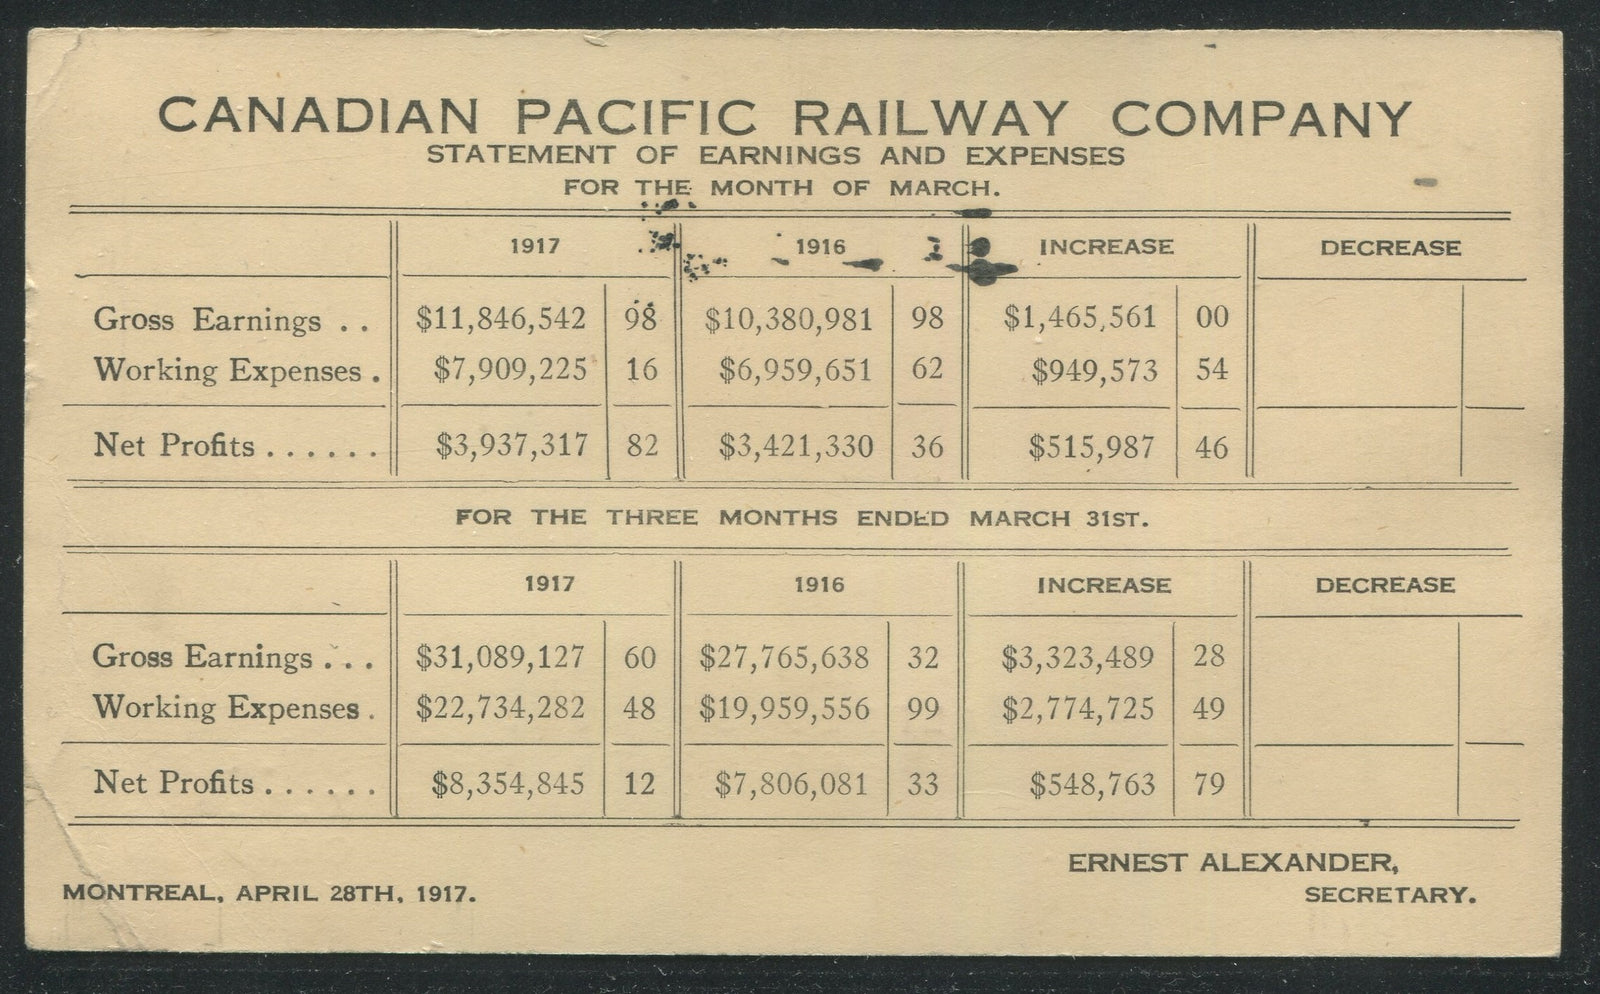 CANADIAN PACIFIC RAILWAY COMPANY
STATEMENT OF EARNINGS AND EXPENSES
FOR THE MONTH OF MARCH.
1917 1916 INCREASE DECREASE
Gross Earnings . . $11,846,542 98 $10,380,981 98 $1,465,561 00
Working Expenses . $7,909,225 16 $6,959,651 62 $949,573 54
Net Profits . . . . . . $3,937,317 82 $3,421,330 36 $515,987 46
FOR THE THREE MONTHS ENDED MARCH 31ST.
1917 1916 INCREASE DECREASE
Gross Earnings . . . $31,089,127 60 $27,765,638 32 $3,323,489 28
Working Expenses . $22,734,282 48 $19,959,556 99 $2,774,725 49
Net Profits . . . . . . $8,354,845 12 $7,806,081 33 $548,763 79
ERNEST ALEXANDER,
MONTREAL, APRIL 28TH, 1917. SECRETARY.